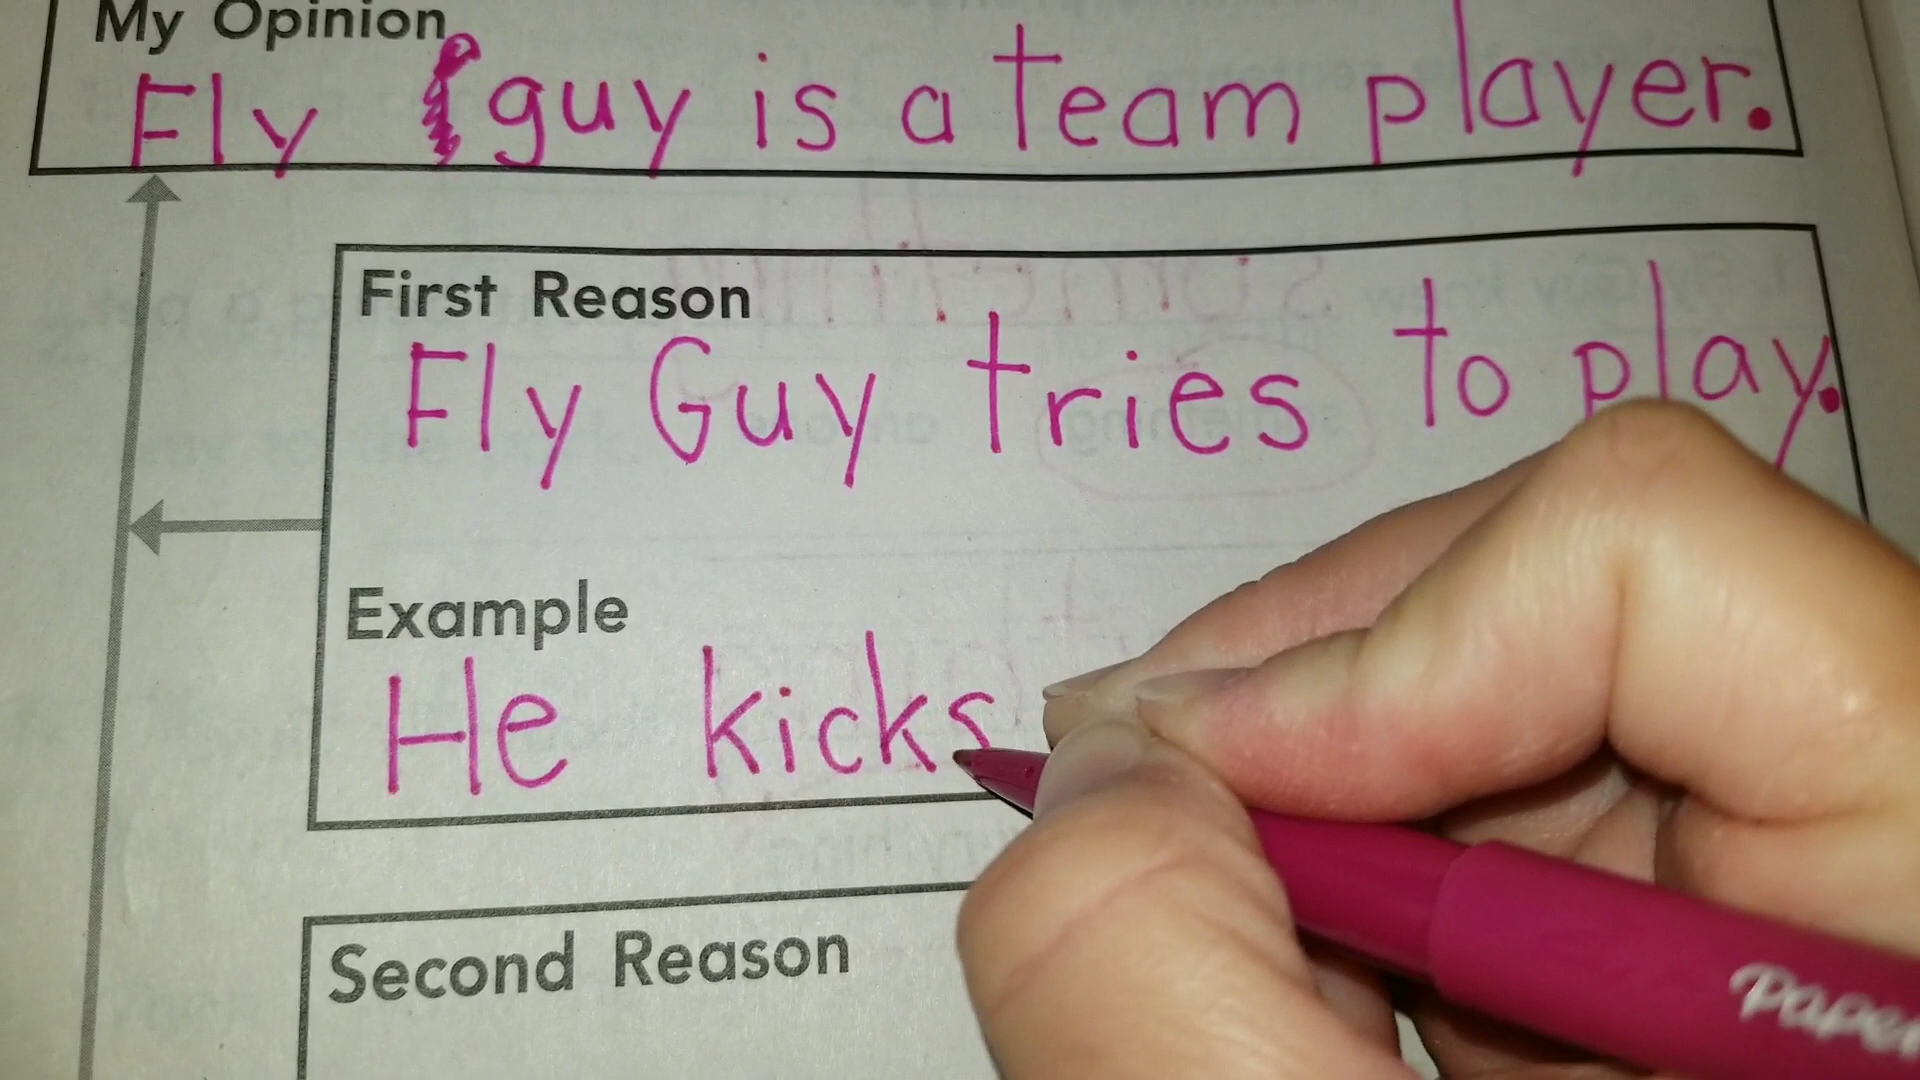 My Opinion
Fly guy is a team player.
First Reason
Fly Guy tries to play.
Example
He kicks
Second Reason
Paper